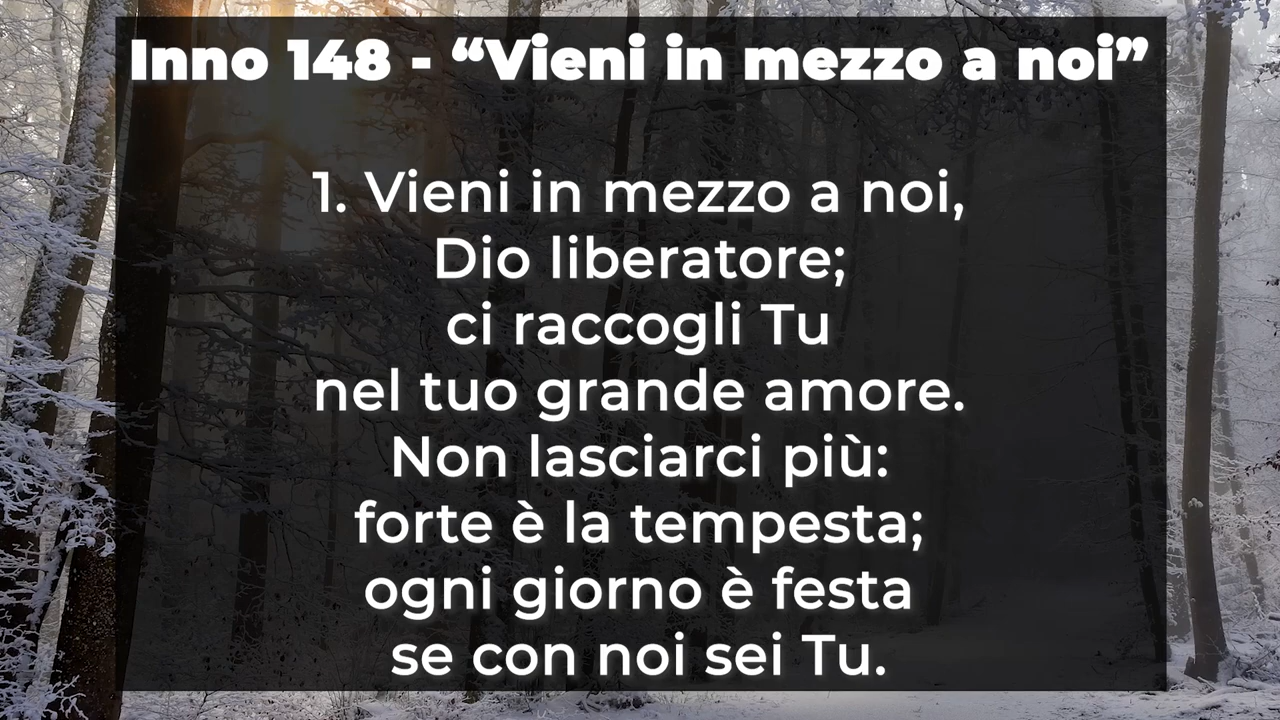 Inno 148 - “Vieni in mezzo a noi”
1. Vieni in mezzo a noi,
Dio liberatore;
ci raccogli Tu
nel tuo grande amore.
Non lasciarci più:
forte è la tempesta;
ogni giorno è festa
se con noi sei Tu.